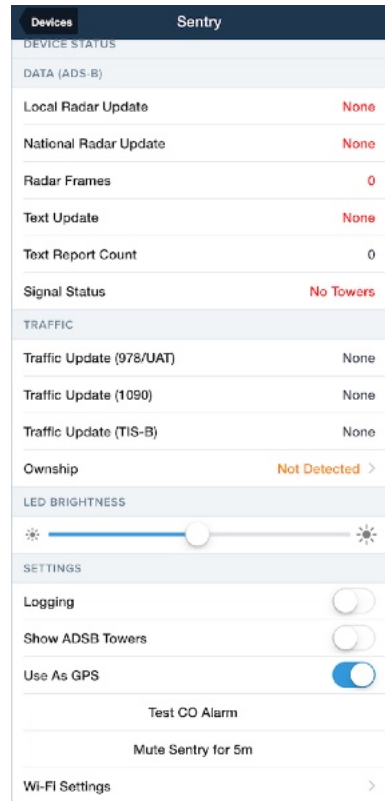 Devices
Sentry
DEVICE STATUS
DATA (ADS-B)
Local Radar Update None
National Radar Update None
Radar Frames 0
Text Update None
Text Report Count 0
Signal Status No Towers
TRAFFIC
Traffic Update (978/UAT) None
Traffic Update (1090) None
Traffic Update (TIS-B) None
Ownship Not Detected
LED BRIGHTNESS
SETTINGS
Logging
Show ADSB Towers
Use As GPS
Test CO Alarm
Mute Sentry for 5m
Wi-Fi Settings